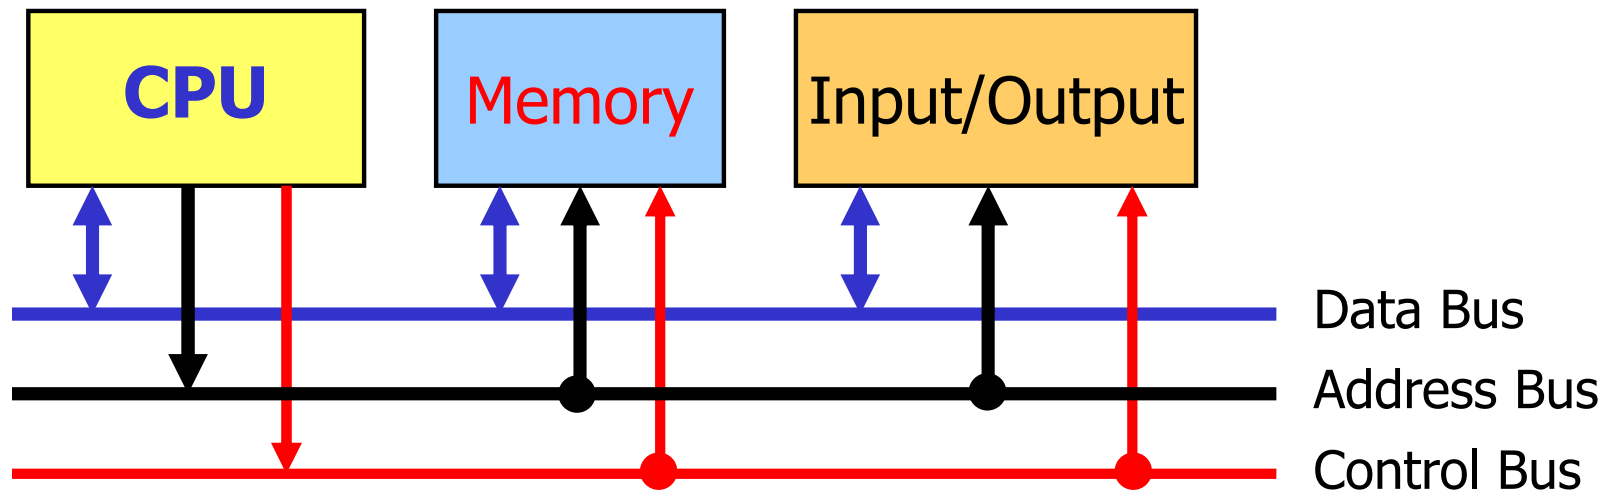 CPU
Memory
Input/Output
Data Bus
Address Bus
Control Bus